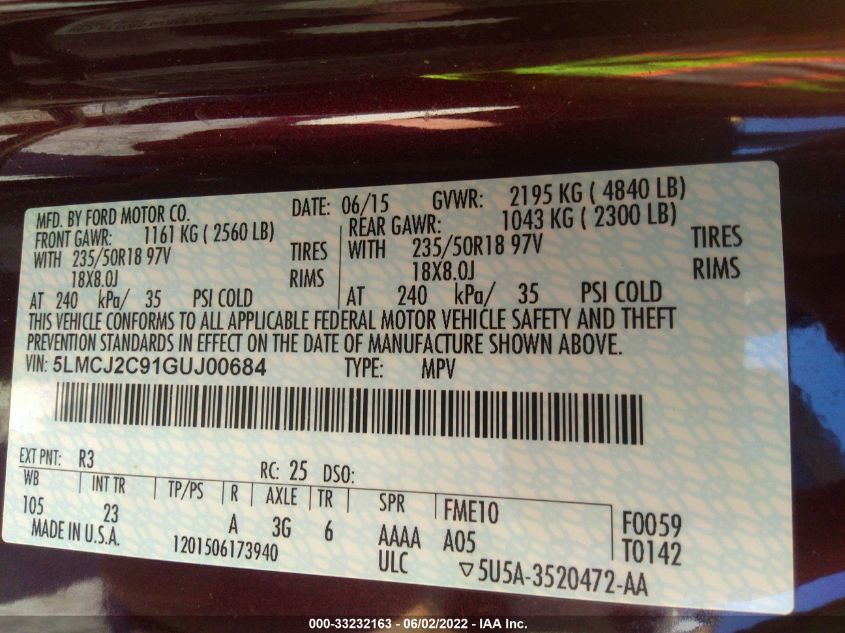 MFD. BY FORD MOTOR CO. DATE: 06/15 GVWR: 2195 KG ( 4840 LB)
FRONT GAWR: 1161 KG ( 2560 LB) REAR GAWR: 1043 KG ( 2300 LB)
WITH 235/50R18 97V TIRES WITH 235/50R18 97V TIRES
18X8.0J RIMS 18X8.0J RIMS
AT 240 kPa/ 35 PSI COLD AT 240 kPa/ 35 PSI COLD
THIS VEHICLE CONFORMS TO ALL APPLICABLE FEDERAL MOTOR VEHICLE SAFETY AND THEFT
PREVENTION STANDARDS IN EFFECT ON THE DATE OF MANUFACTURE SHOWN ABOVE.
VIN: 5LMCJ2C91GUJ00684 TYPE: MPV
EXT PNT: R3 RC: 25 DSO:
WB INT TR TP/PS R AXLE TR SPR FME10 F0059
105 23 A 3G 6 AAAA A05 T0142
MADE IN U.S.A. 1201506173940 ULC ▽5U5A-3520472-AA
000-33232163 - 06/02/2022 - IAA Inc.